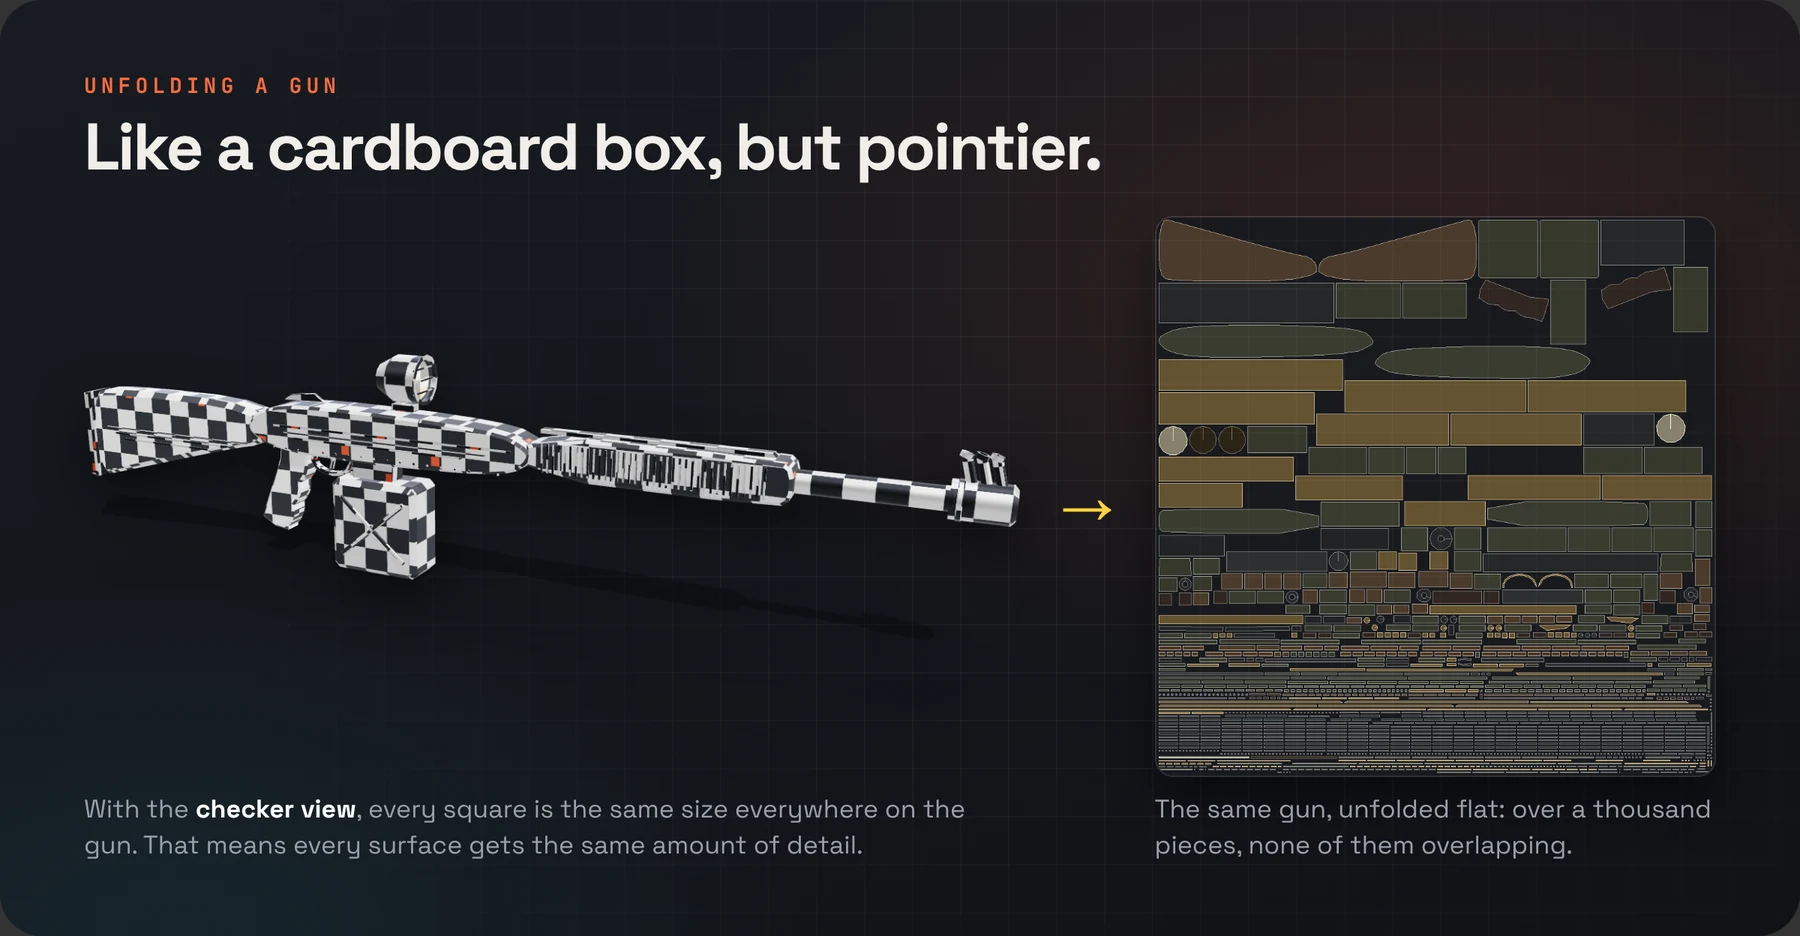 UNFOLDING A GUN
Like a cardboard box, but pointier.
With the checker view, every square is the same size everywhere on the
gun. That means every surface gets the same amount of detail.
The same gun, unfolded flat: over a thousand
pieces, none of them overlapping.